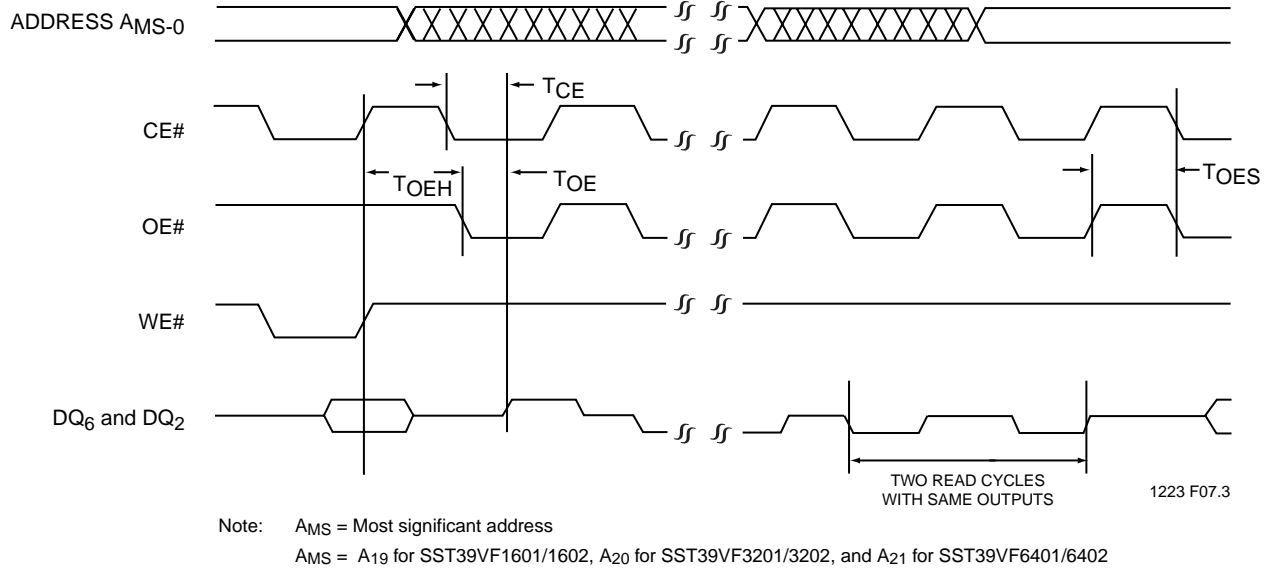 ADDRESS AMS-0
TCE
CE#
TOEH
TOE
TOES
OE#
WE#
DQ6 and DQ2
TWO READ CYCLES
WITH SAME OUTPUTS
1223 F07.3
Note: AMS = Most significant address
AMS = A19 for SST39VF1601/1602, A20 for SST39VF3201/3202, and A21 for SST39VF6401/6402